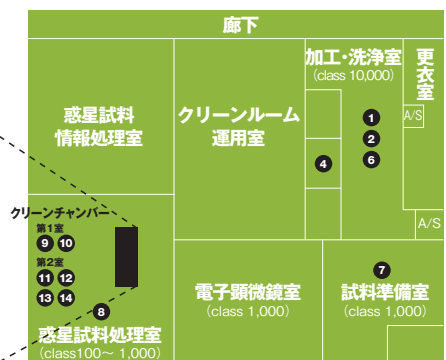 廊下
加工・洗浄室
(class 10,000)
更衣室
惑星試料
情報処理室
クリーンルーム
運用室
1
2
6
4
A/S
A/S
クリーンチャンバー
第1室
9 10
第2室
11 12
13 14
8
惑星試料処理室
(class100～ 1,000)
電子顕微鏡室
(class 1,000)
7
試料準備室
(class 1,000)